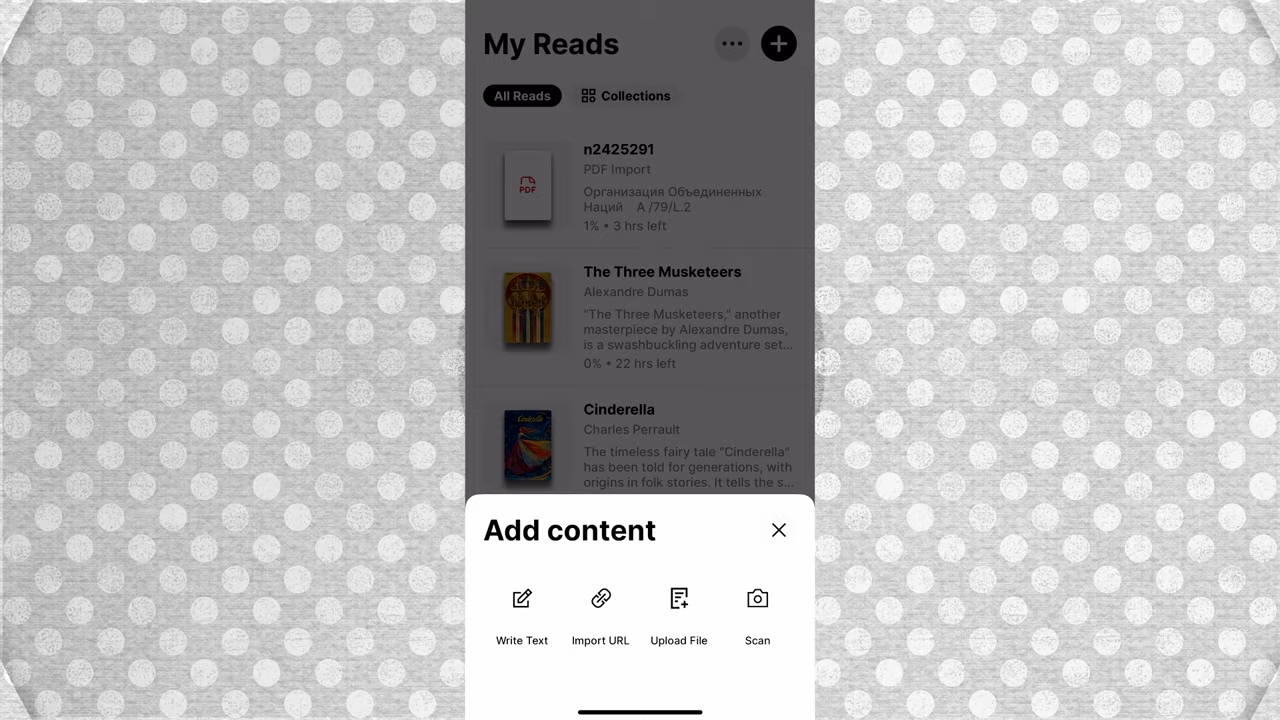 My Reads
All Reads
Collections
n2425291
PDF Import
PDF
Организация Объединенных
Наций A /79/L.2
1% • 3 hrs left
The Three Musketeers
Alexandre Dumas
"The Three Musketeers," another
masterpiece by Alexandre Dumas,
is a swashbuckling adventure set...
0% • 22 hrs left
Cinderella
Charles Perrault
Cinderella
The timeless fairy tale "Cinderella"
has been told for generations, with
origins in folk stories. It tells the s...
Add content
Write Text
Import URL
Upload File
Scan